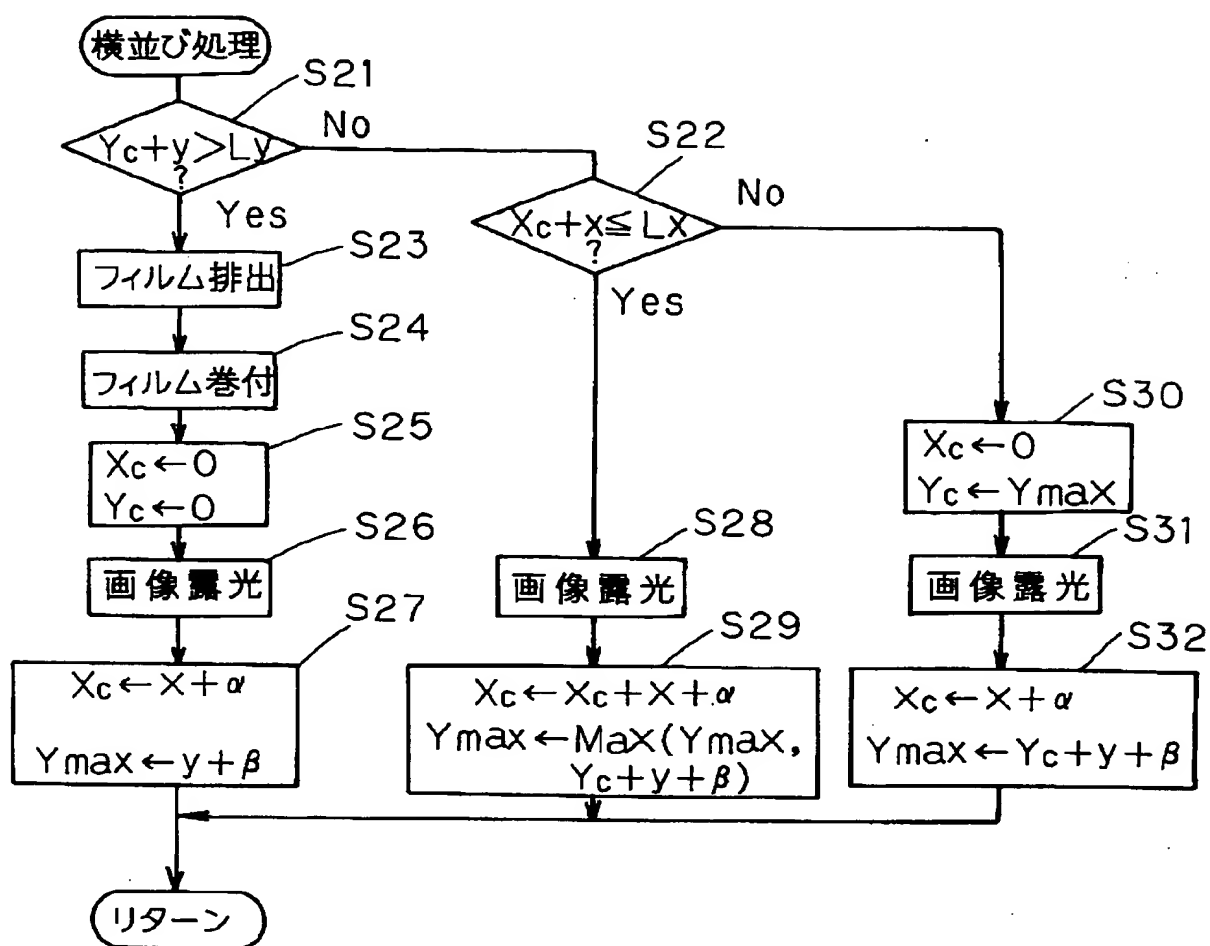 横並び処理
S21
Yc+y>Ly
?
No
Yes
S22
Xc+x≦Lx
?
No
Yes
S23
フィルム排出
S24
フィルム巻付
S25
Xc←0
Yc←0
S26
画像露光
S27
Xc←x+α
Ymax←y+β
S28
画像露光
S29
Xc←Xc+x+α
Ymax←Max(Ymax,
Yc+y+β)
S30
Xc←0
Yc←Ymax
S31
画像露光
S32
Xc←x+α
Ymax←Yc+y+β
リターン